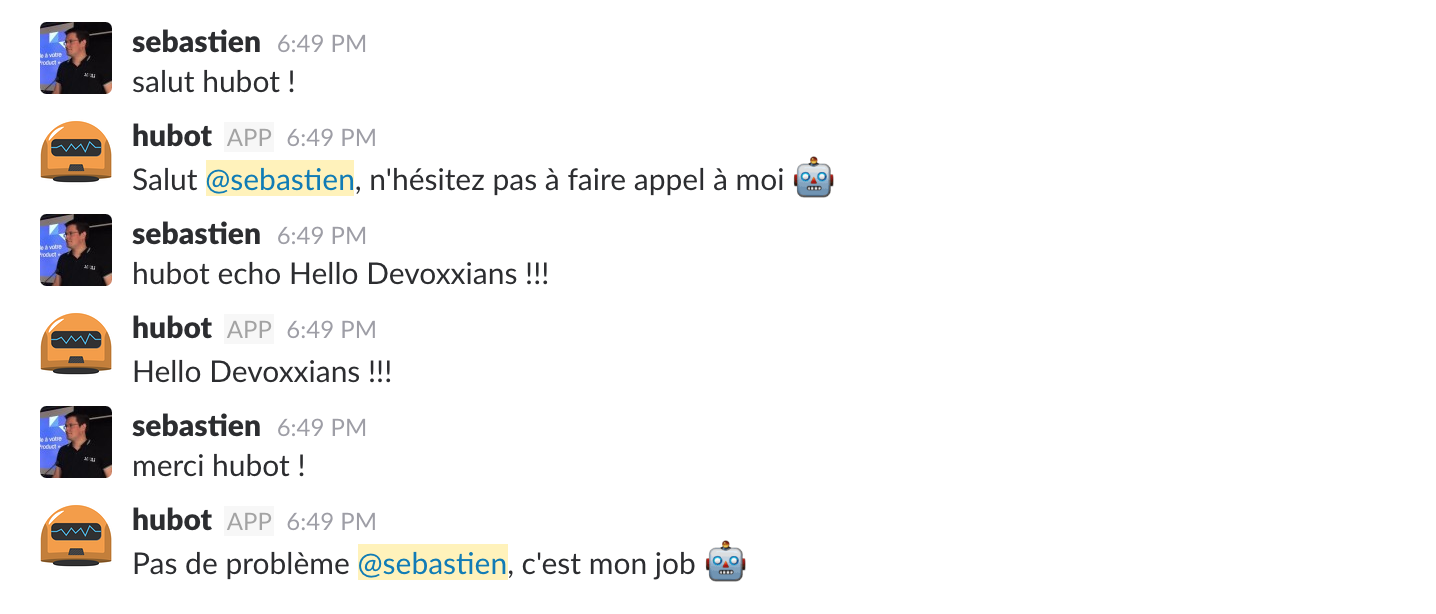 sebastien 6:49 PM
salut hubot !
hubot APP 6:49 PM
Salut @sebastien, n'hésitez pas à faire appel à moi 🤖
sebastien 6:49 PM
hubot echo Hello Devoxxians !!!
hubot APP 6:49 PM
Hello Devoxxians !!!
sebastien 6:49 PM
merci hubot !
hubot APP 6:49 PM
Pas de problème @sebastien, c'est mon job 🤖